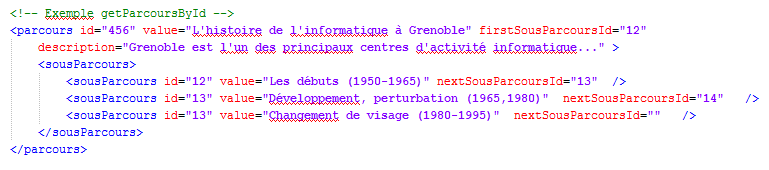 <!-- Exemple getParcoursById -->
<parcours id="456" value="L'histoire de l'informatique à Grenoble" firstSousParcoursId="12"
description="Grenoble est l'un des principaux centres d'activité informatique..." >
<sousParcours>
<sousParcours id="12" value="Les débuts (1950-1965)" nextSousParcoursId="13"  />
<sousParcours id="13" value="Développement, perturbation (1965,1980)"  nextSousParcoursId="14"   />
<sousParcours id="13" value="Changement de visage (1980-1995)"  nextSousParcoursId=""   />
</sousParcours>
</parcours>